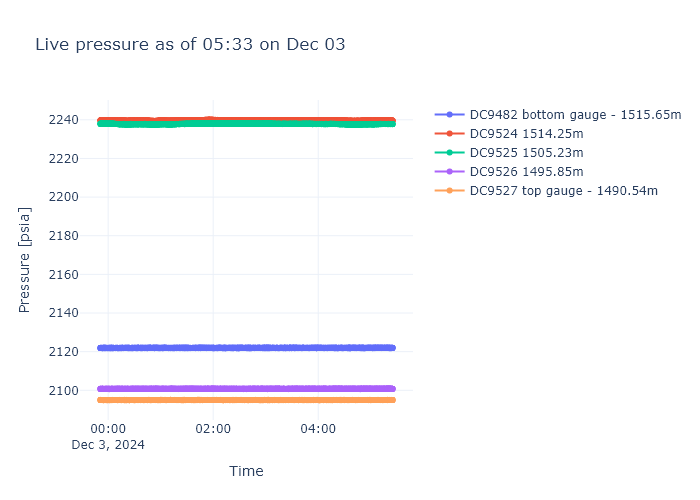 Live pressure as of 05:33 on Dec 03
DC9482 bottom gauge - 1515.65m
DC9524 1514.25m
DC9525 1505.23m
DC9526 1495.85m
DC9527 top gauge - 1490.54m
Pressure [psia]
2240
2220
2200
2180
2160
2140
2120
2100
00:00
02:00
04:00
Dec 3, 2024
Time